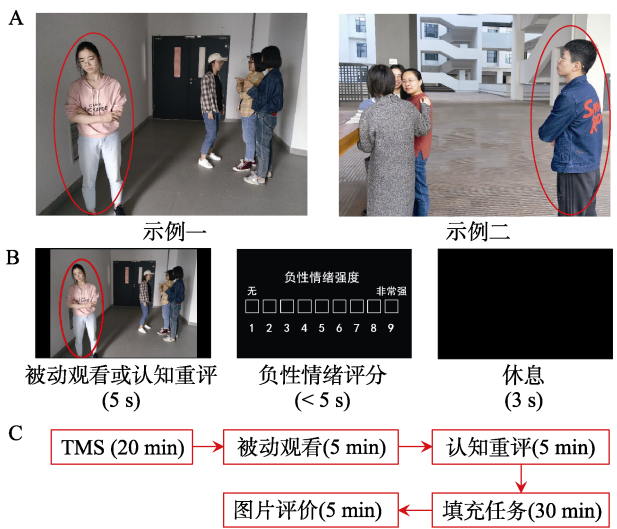 A
示例一
示例二
B
负性情绪强度
无 非常强
1 2 3 4 5 6 7 8 9
被动观看或认知重评
(5 s)
负性情绪评分
(< 5 s)
休息
(3 s)
C
TMS (20 min)
被动观看(5 min)
认知重评(5 min)
图片评价(5 min)
填充任务(30 min)